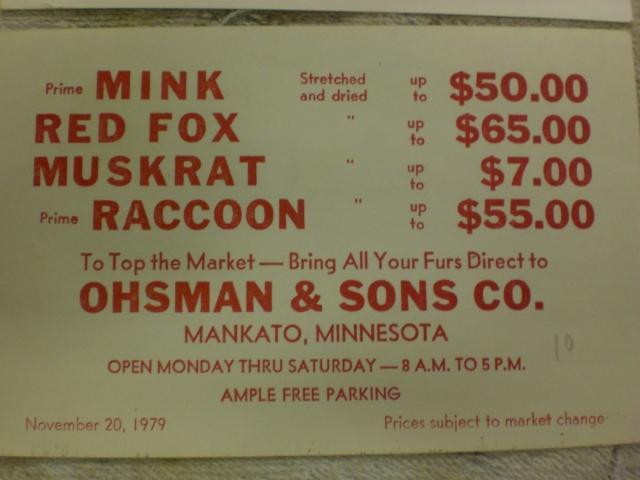 Prime MINK Stretched and dried up to $50.00
RED FOX " up to $65.00
MUSKRAT " up to $7.00
Prime RACCOON " up to $55.00
To Top the Market — Bring All Your Furs Direct to
OHSMAN & SONS CO.
MANKATO, MINNESOTA
OPEN MONDAY THRU SATURDAY — 8 A.M. TO 5 P.M.
AMPLE FREE PARKING
10
November 20, 1979 Prices subject to market change